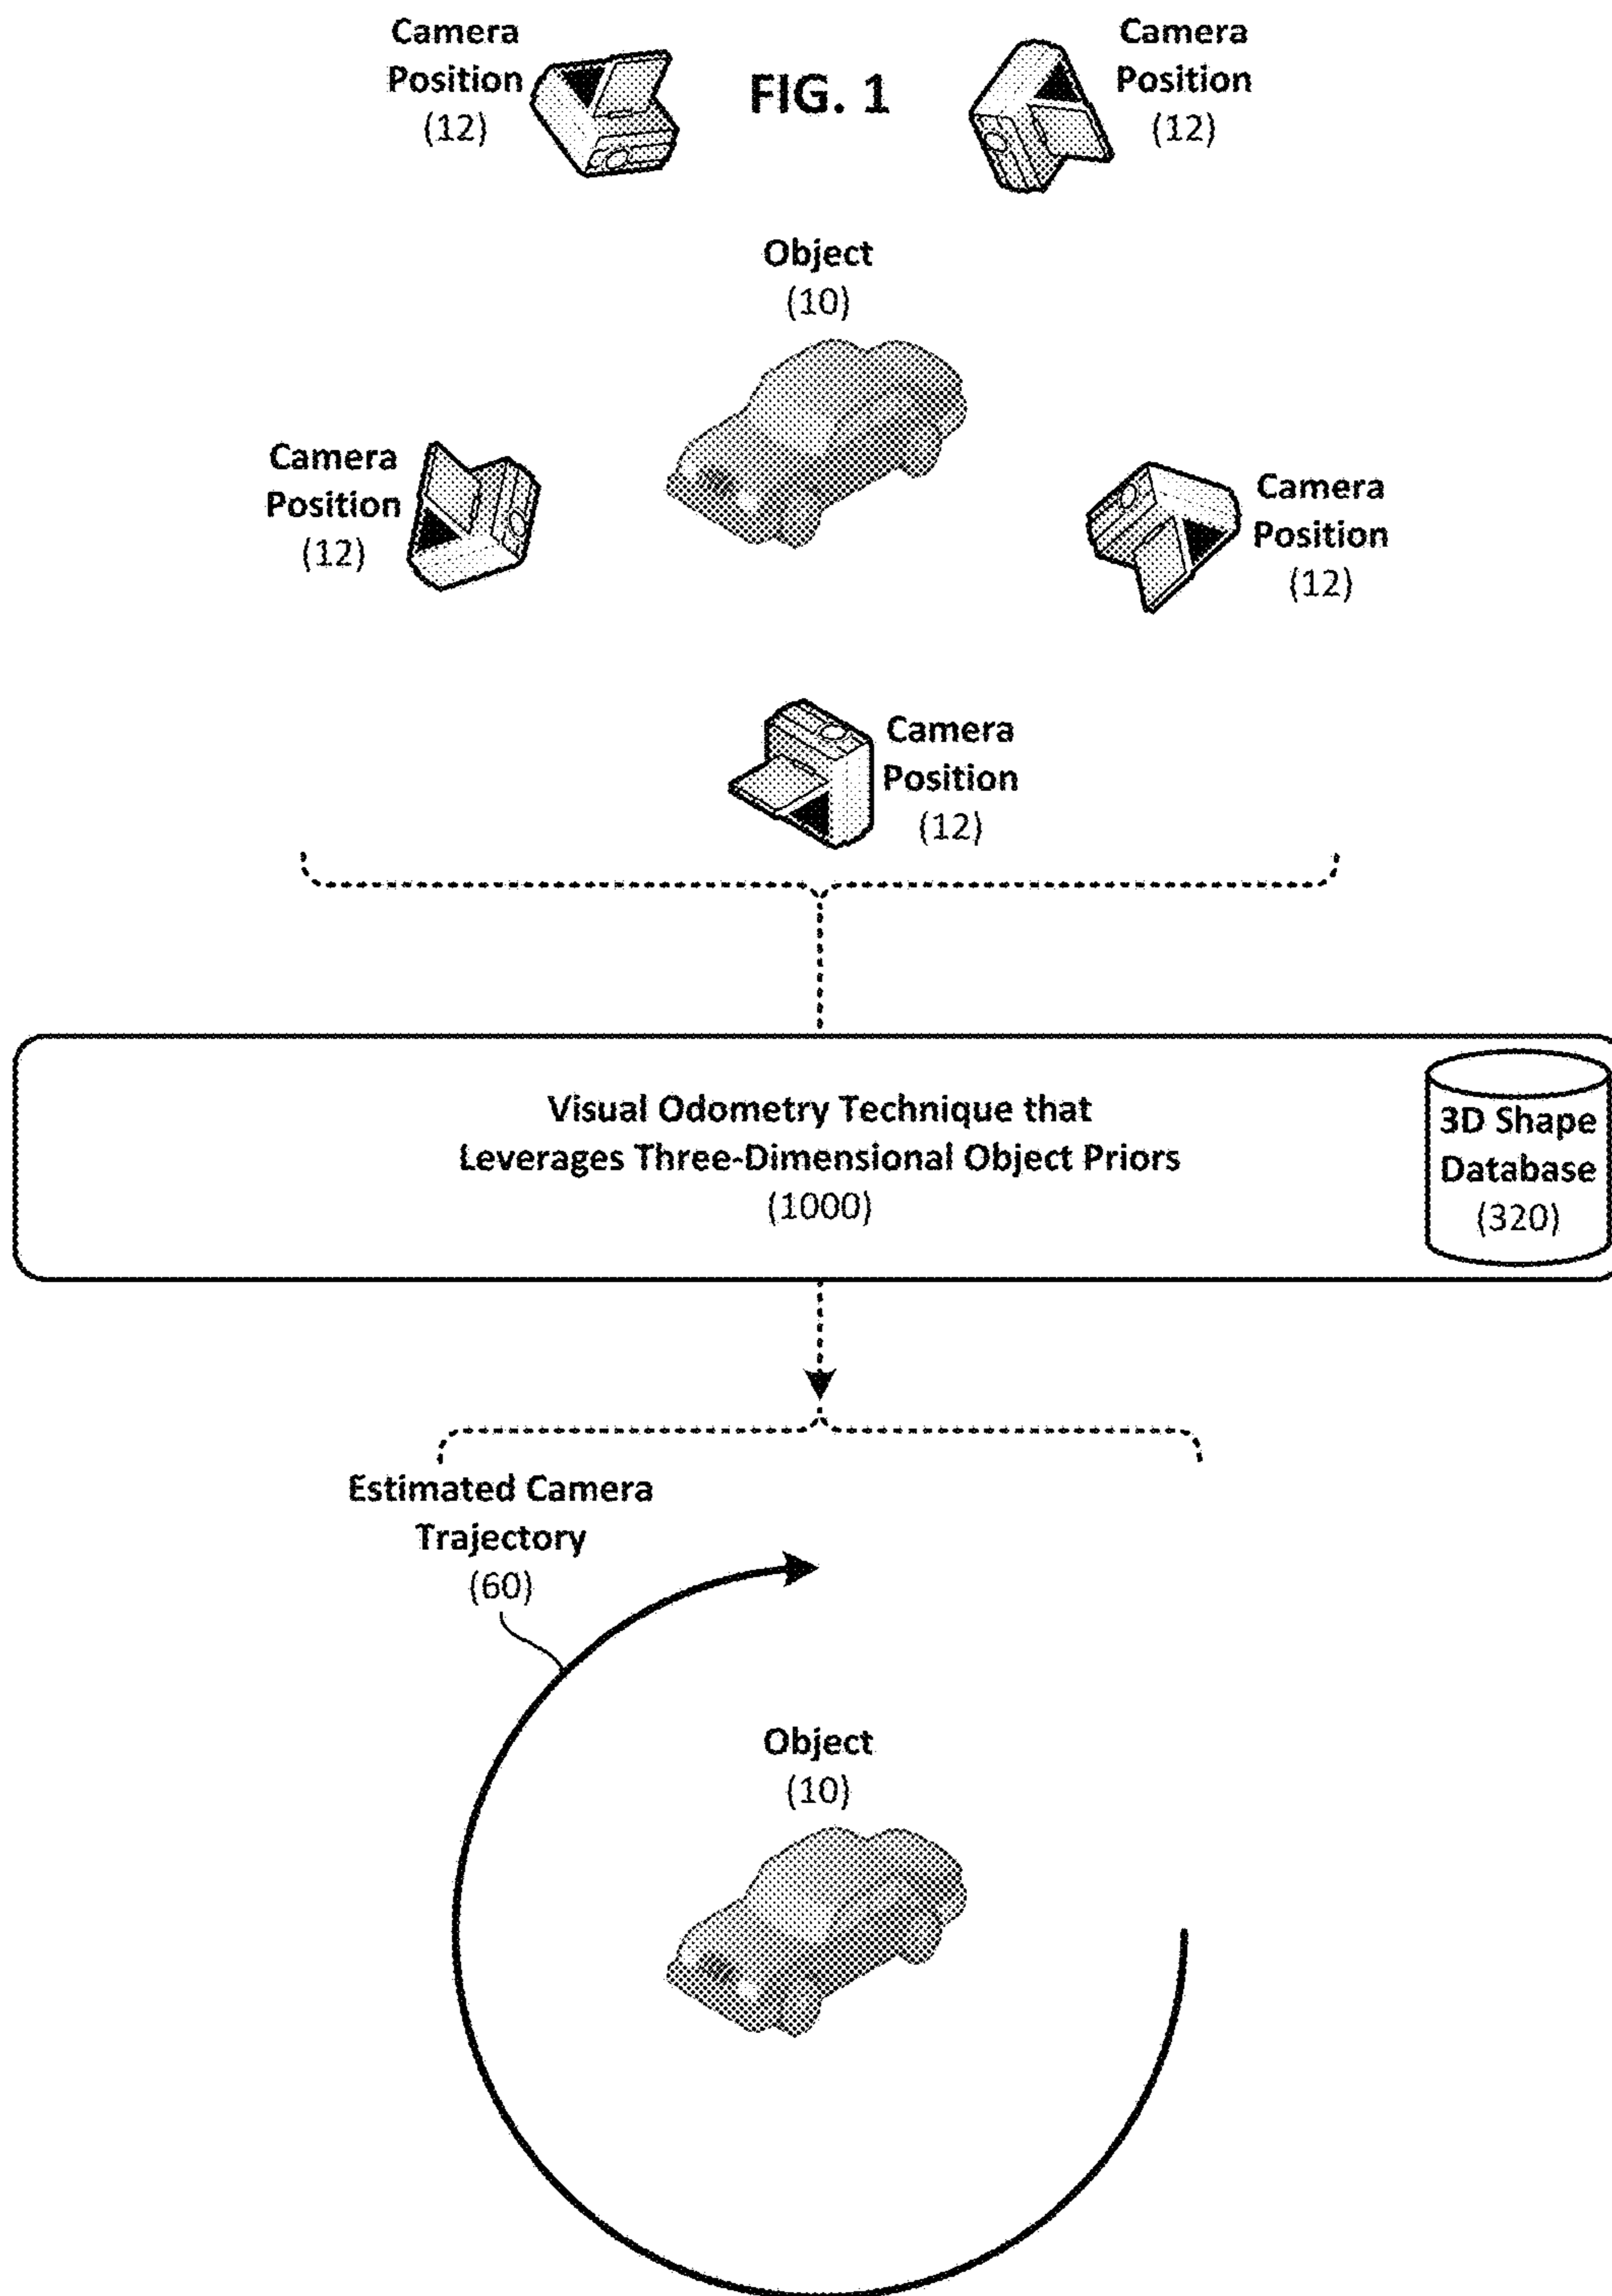 Camera
Position
(12)
FIG. 1
Camera
Position
(12)
Object
(10)
Camera
Position
(12)
Camera
Position
(12)
Camera
Position
(12)
Visual Odometry Technique that
Leverages Three-Dimensional Object Priors
(1000)
3D Shape
Database
(320)
Estimated Camera
Trajectory
(60)
Object
(10)